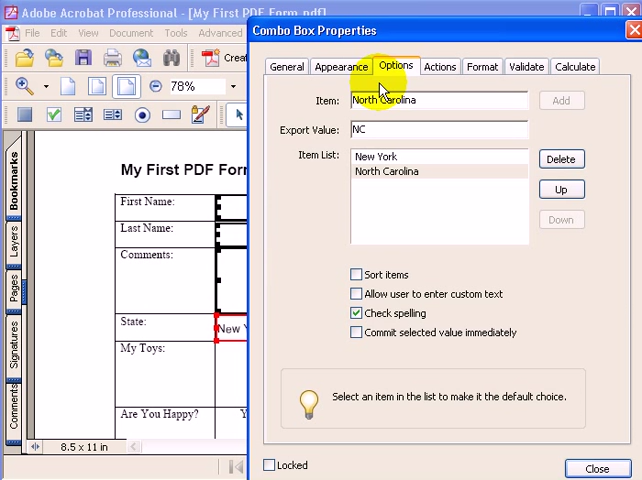 Adobe Acrobat Professional - [My First PDF Form.pdf]
Combo Box Properties
File Edit View Document Tools
Creat
78%
General Appearance Options Actions Format Validate Calculate
Item: North Carolina Add
Export Value: NC
Item List: New York
North Carolina
Delete
Up
Down
Sort items
Allow user to enter custom text
Check spelling
Commit selected value immediately
Select an item in the list to make it the default choice.
Locked
Close
Bookmarks
Layers
Pages
Signatures
Comments
My First PDF Form
First Name:
Last Name:
Comments:
State: New Y
My Toys:
Are You Happy? Y
8.5 x 11 in